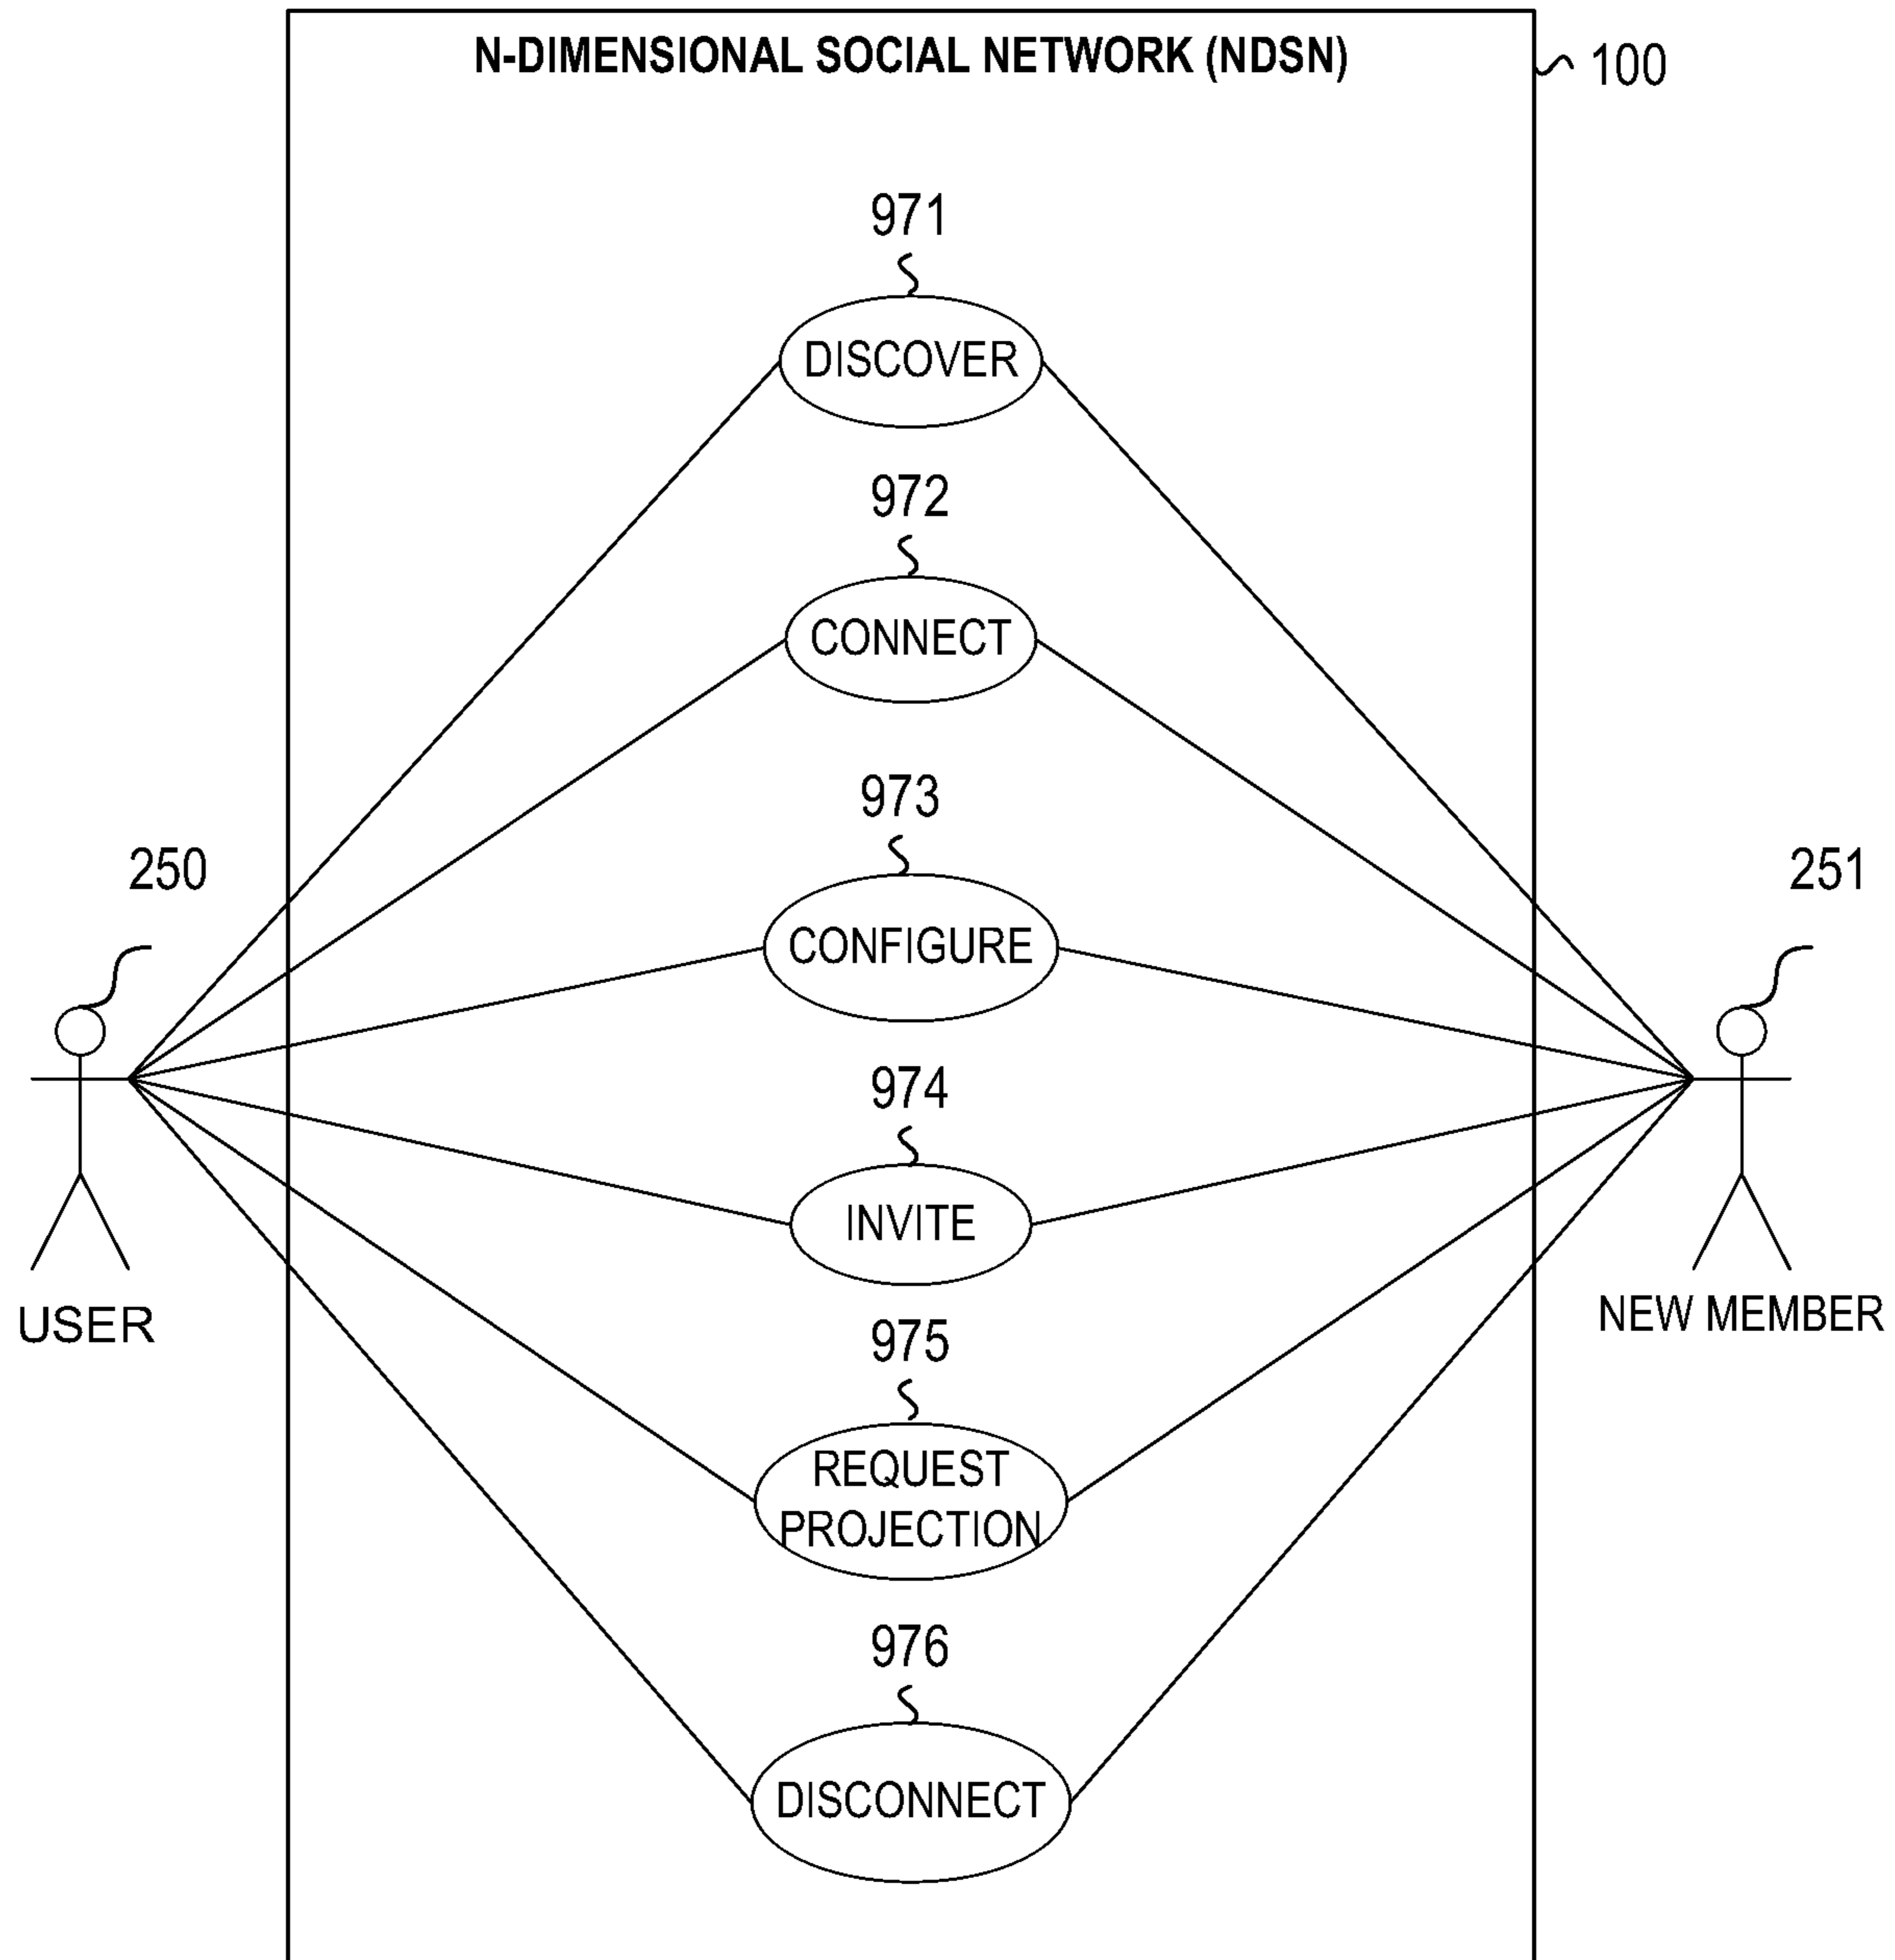 N-DIMENSIONAL SOCIAL NETWORK (NDSN)
100
971
DISCOVER
972
CONNECT
973
CONFIGURE
250
251
974
INVITE
USER
NEW MEMBER
975
REQUEST
PROJECTION
976
DISCONNECT